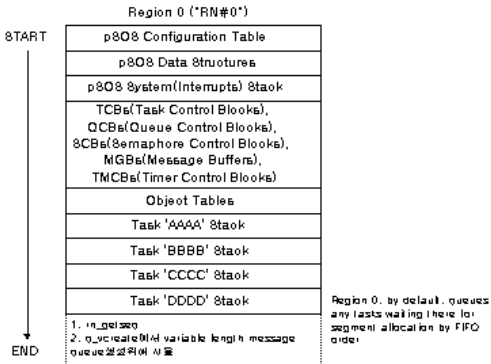 Region 0 ("RN#0")
START
pSOS Configuration Table
pSOS Data Structures
pSOS System(Interrupts) Stack
TCBs(Task Control Blocks),
QCBs(Queue Control Blocks),
SCBs(Semaphore Control Blocks),
MGBs(Message Buffers),
TMCBs(Timer Control Blocks)
Object Tables
Task 'AAAA' Stack
Task 'BBBB' Stack
Task 'CCCC' Stack
Task 'DDDD' Stack
Region 0, by default, queues
any tasks waiting there for
segment allocation by FIFO
order
1. rn_getseg
2. q_vcreate에서 variable length message
queue생성위해 사용
END